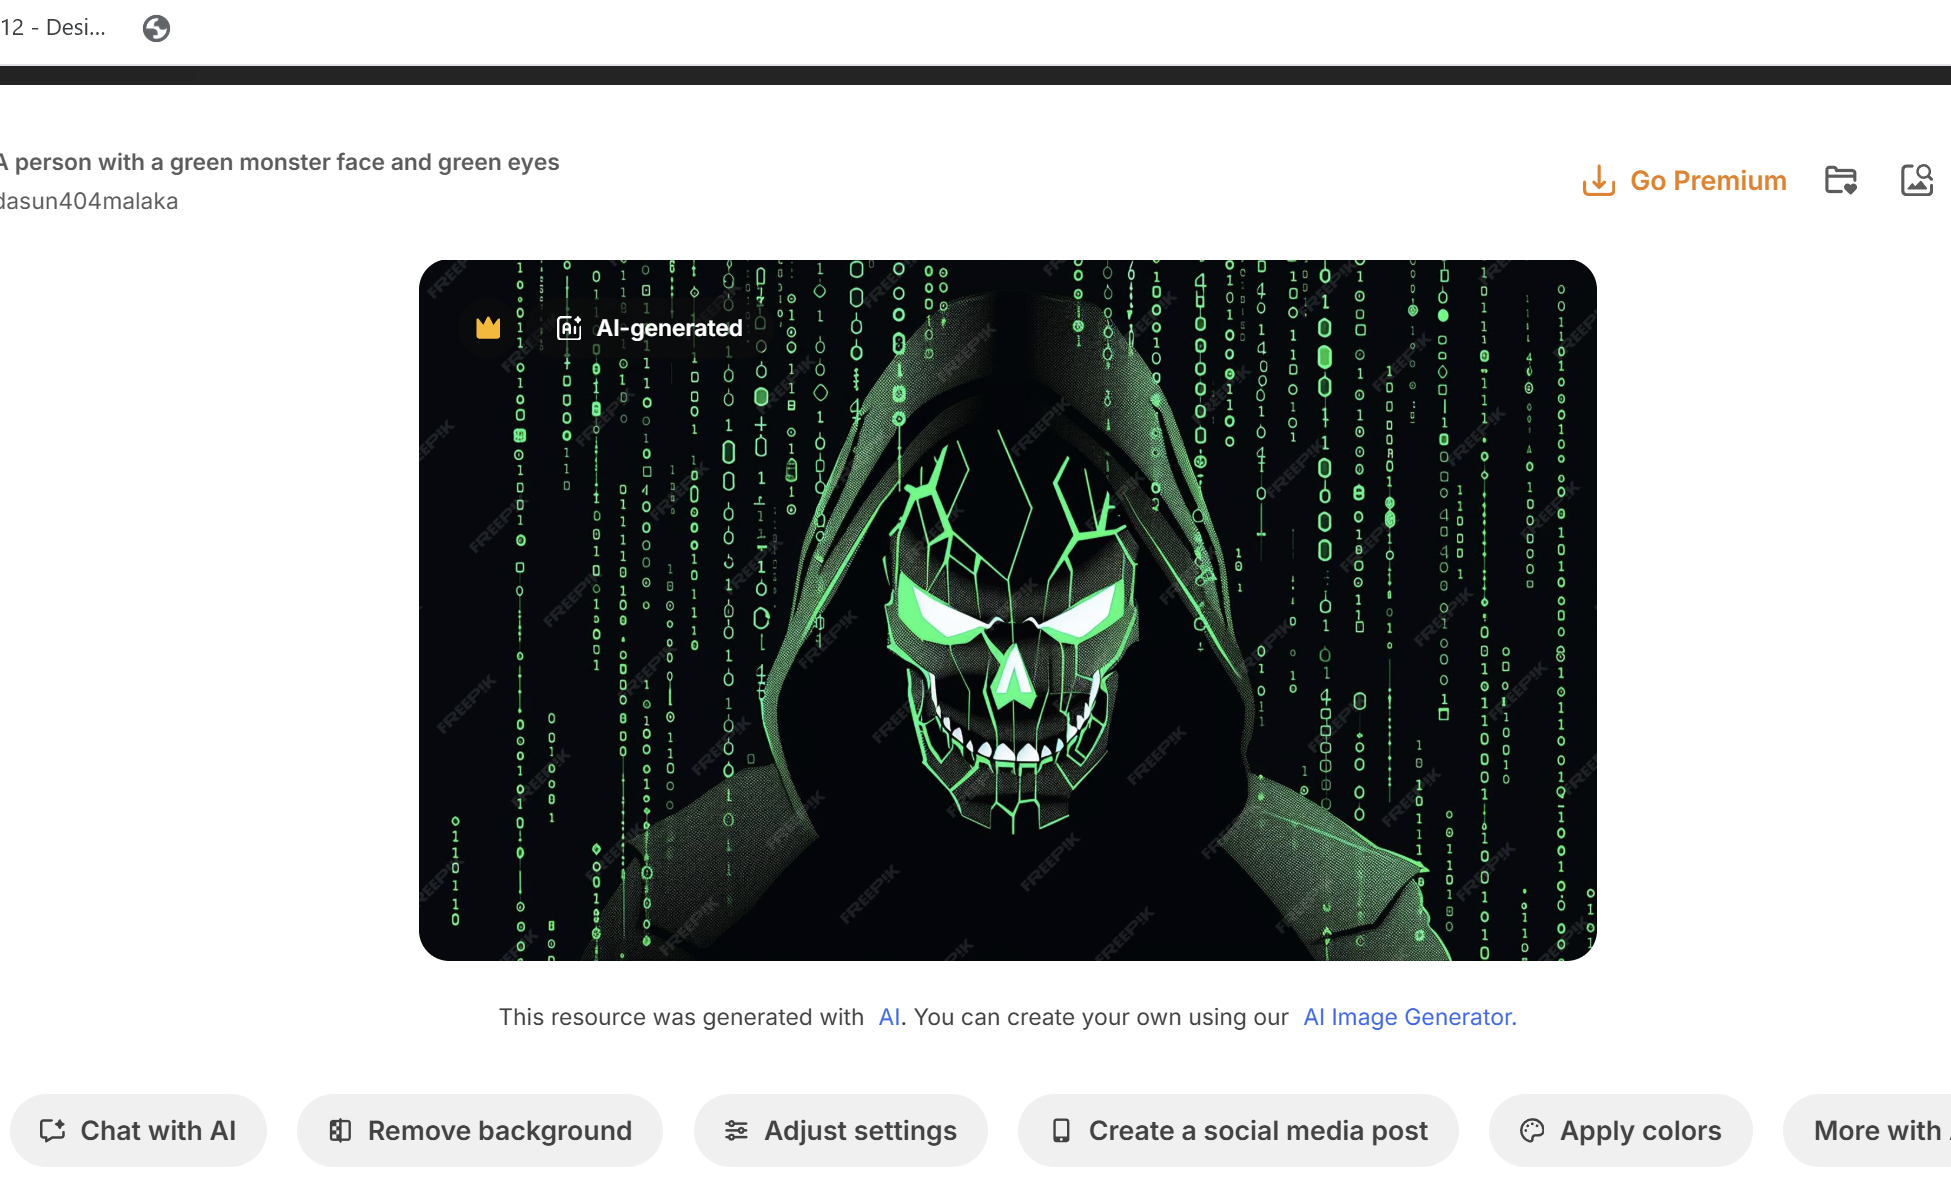 12 - Desi...
A person with a green monster face and green eyes
dasun404malaka
Go Premium
AI-generated
FREEPIK
This resource was generated with AI. You can create your own using our AI Image Generator.
Chat with AI
Remove background
Adjust settings
Create a social media post
Apply colors
More with